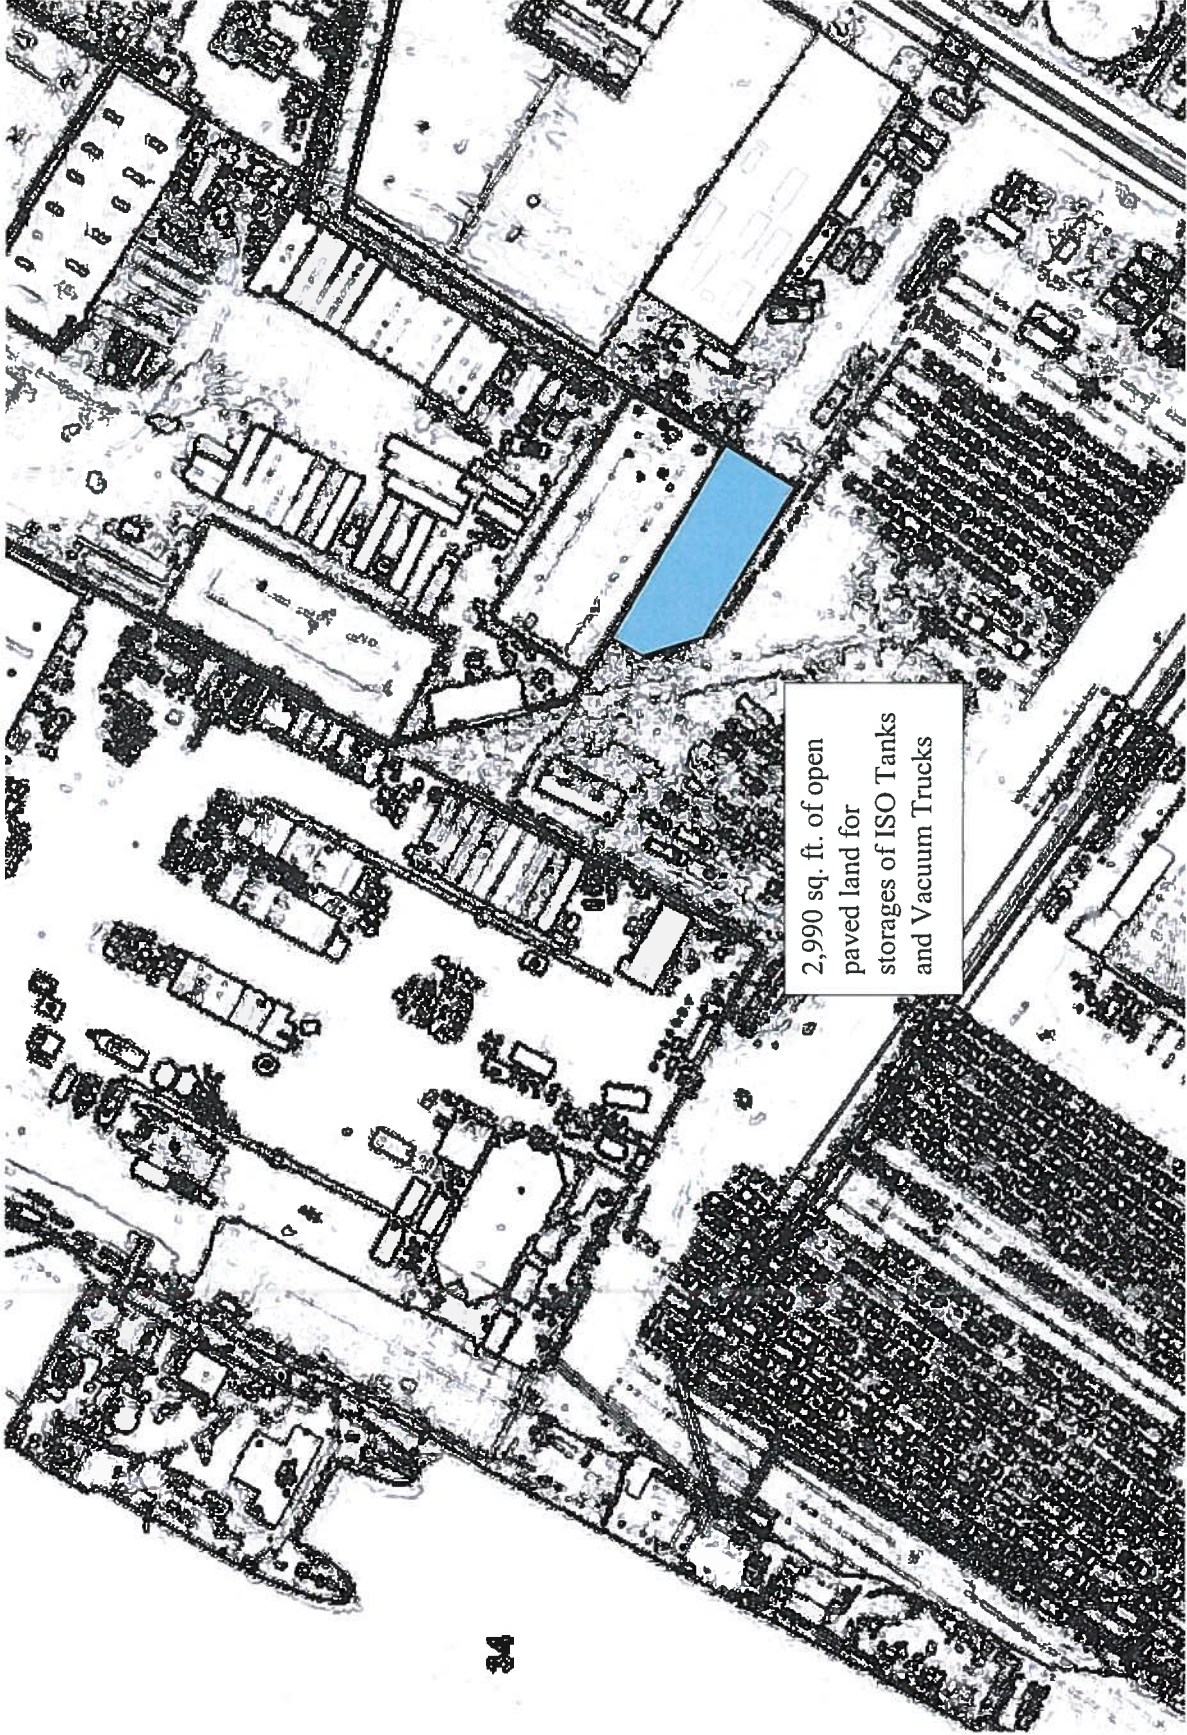 2,990 sq. ft. of open
paved land for
storages of ISO Tanks
and Vacuum Trucks
34